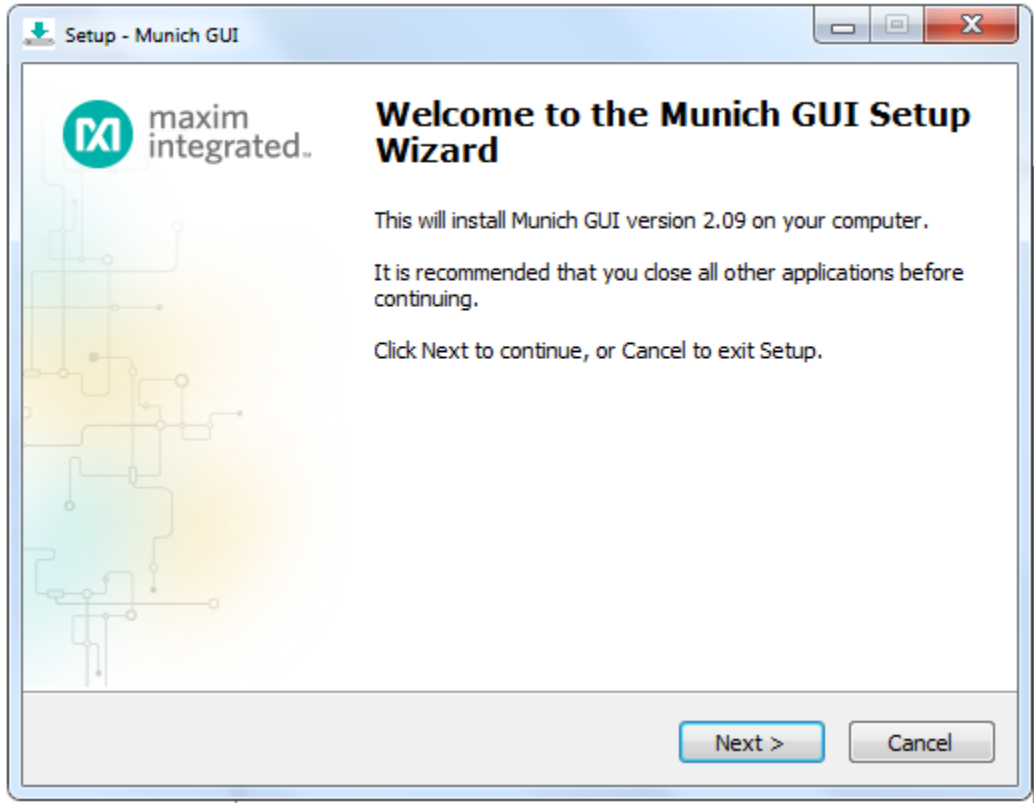 Setup - Munich GUI
maxim
integrated™
Welcome to the Munich GUI Setup
Wizard
This will install Munich GUI version 2.09 on your computer.
It is recommended that you close all other applications before
continuing.
Click Next to continue, or Cancel to exit Setup.
Next >
Cancel